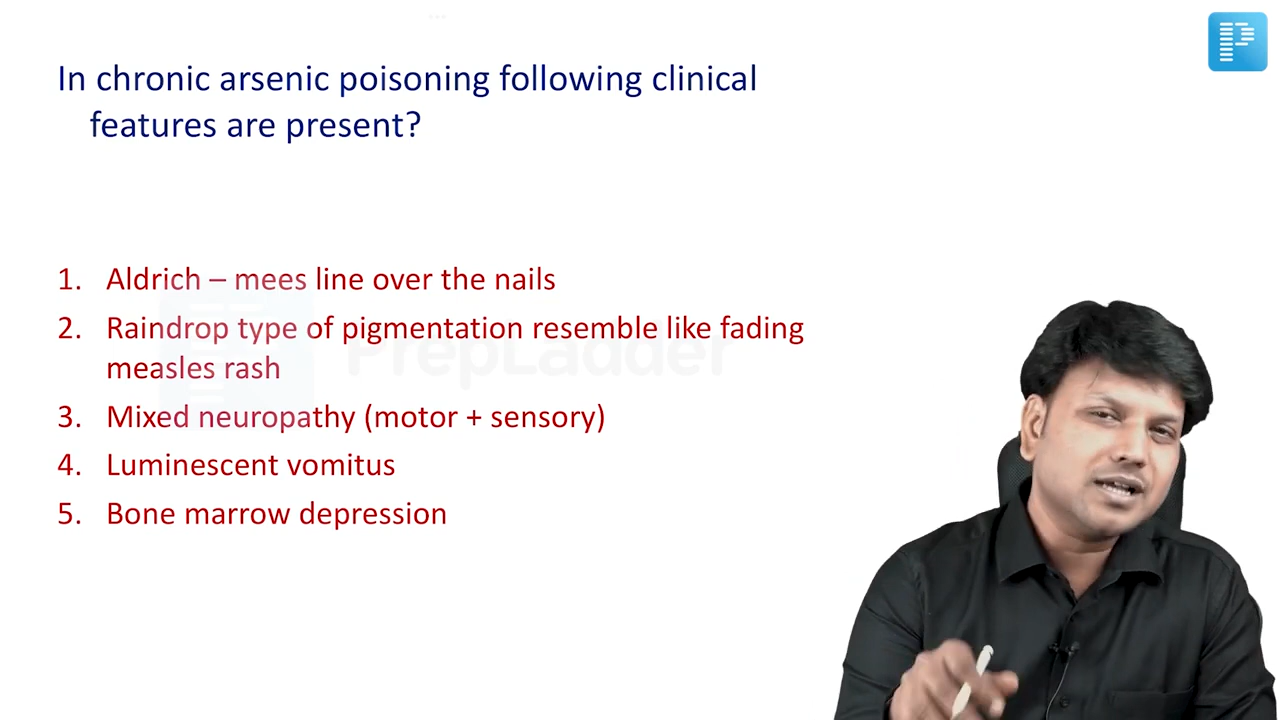 In chronic arsenic poisoning following clinical
features are present?
1. Aldrich – mees line over the nails
2. Raindrop type of pigmentation resemble like fading
measles rash
PrepLadder
3. Mixed neuropathy (motor + sensory)
4. Luminescent vomitus
5. Bone marrow depression